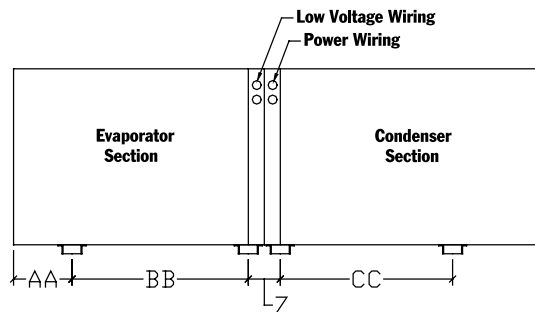 Low Voltage Wiring
Power Wiring
Evaporator
Section
Condenser
Section
AA
BB
7
CC